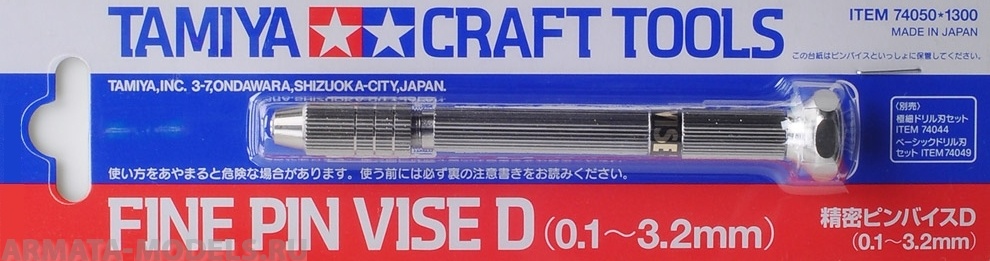 TAMIYA CRAFT TOOLS
ITEM 74050★1300
MADE IN JAPAN
この台紙はピンバイスといっしょに保管してください。
TAMIYA, INC. 3-7, ONDAWARA, SHIZUOKA-CITY, JAPAN.
VISE
〈別売〉
極細ドリル刃セット
ITEM 74044
ベーシックドリル刃
セット ITEM 74049
使い方をあやまると危険な場合があります。使う前には必ず裏の注意書きをお読みください。
FINE PIN VISE D (0.1〜3.2mm)
精密ピンバイスD
(0.1〜3.2mm)
ARMATA-MODELS.RU